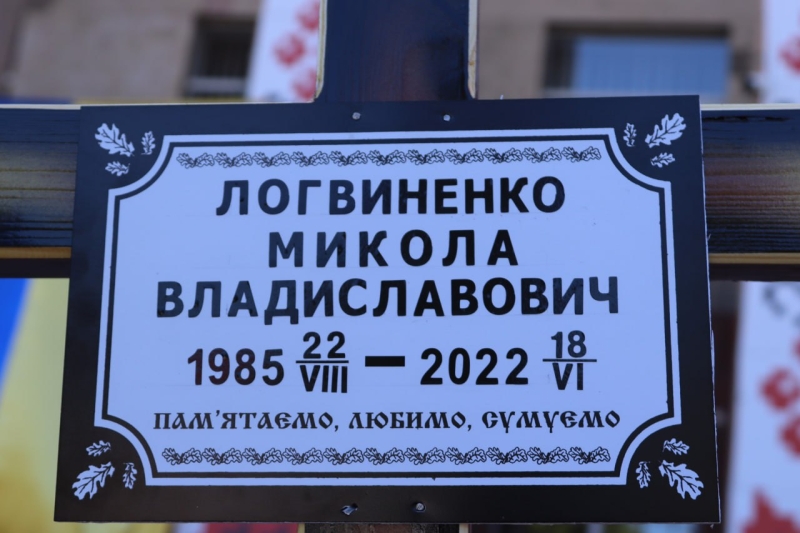 ЛОГВИНЕНКО
МИКОЛА
ВЛАДИСЛАВОВИЧ
1985 22/VIII – 2022 18/VI
ПАМ'ЯТАЄМО, ЛЮБИМО, СУМУЄМО